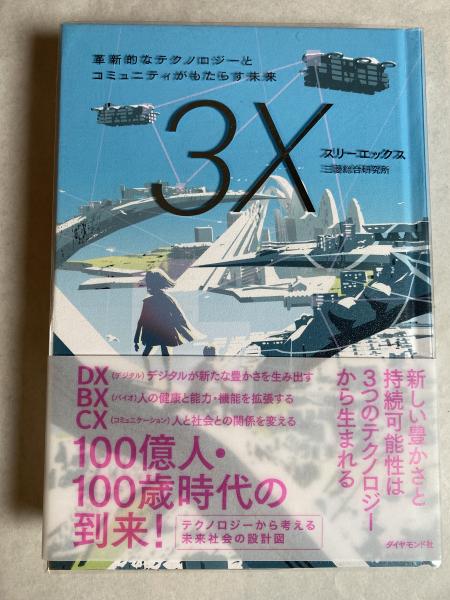 革新的なテクノロジーと
コミュニティがもたらす未来
3X
スリーエックス
三菱総合研究所
DX (デジタル) デジタルが新たな豊かさを生み出す
BX (バイオ) 人の健康と能力・機能を拡張する
CX (コミュニケーション) 人と社会との関係を変える
100億人・
100歳時代の
到来！
テクノロジーから考える
未来社会の設計図
新しい豊かさと
持続可能性は
3つのテクノロジー
から生まれる
ダイヤモンド社